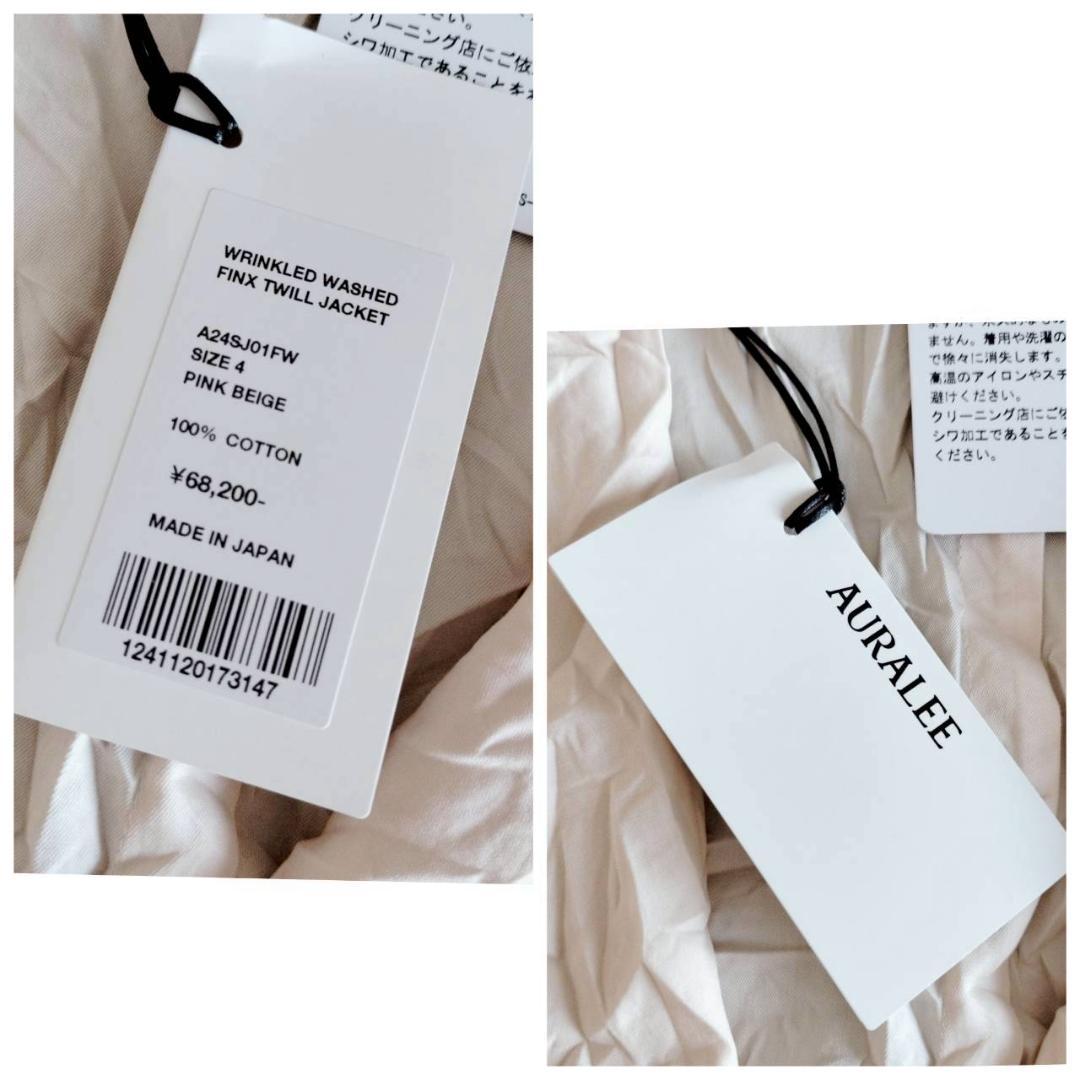 クリーニング店にご依
シワ加工であることをわ
S-
WRINKLED WASHED
FINX TWILL JACKET
A24SJ01FW
SIZE 4
PINK BEIGE
100% COTTON
¥68,200-
MADE IN JAPAN
1241120173147
ません。着用や洗濯の
で徐々に消失します。
高温のアイロンやスチ
避けください。
クリーニング店にご依
シワ加工であることを
ください。
AURALEE